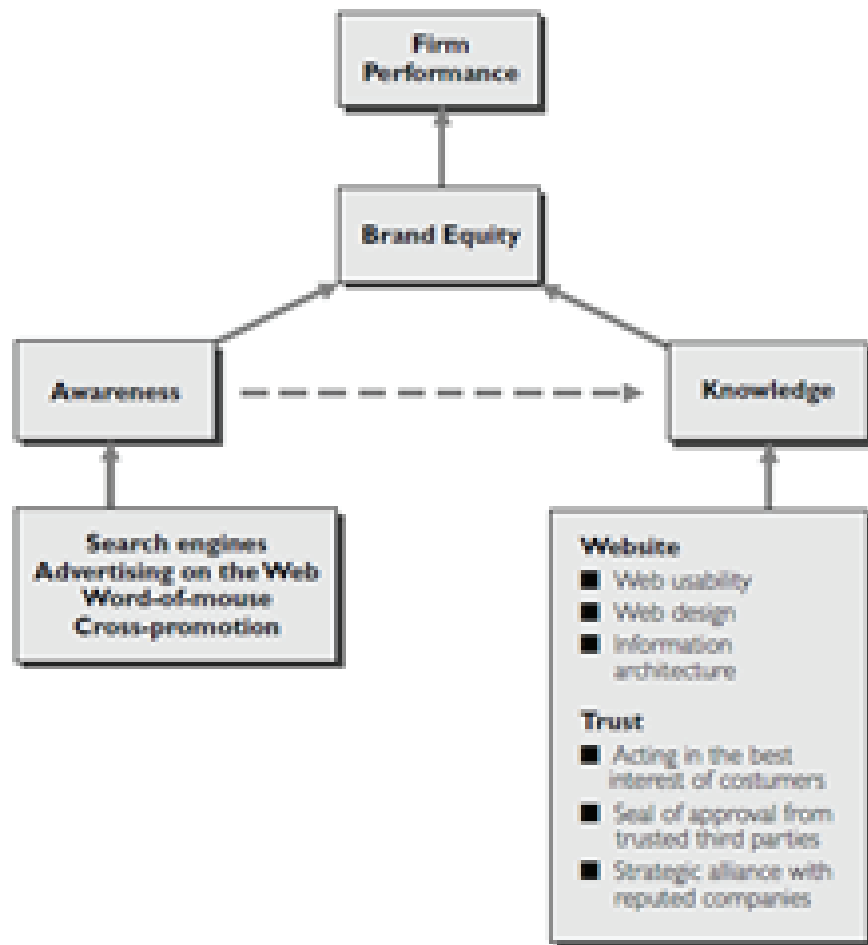 Firm
Performance
Brand Equity
Awareness
Knowledge
Search engines
Advertising on the Web
Word-of-mouse
Cross-promotion
Website
■ Web usability
■ Web design
■ Information
architecture
Trust
■ Acting in the best
interest of costumers
■ Seal of approval from
trusted third parties
■ Strategic alliance with
reputed companies